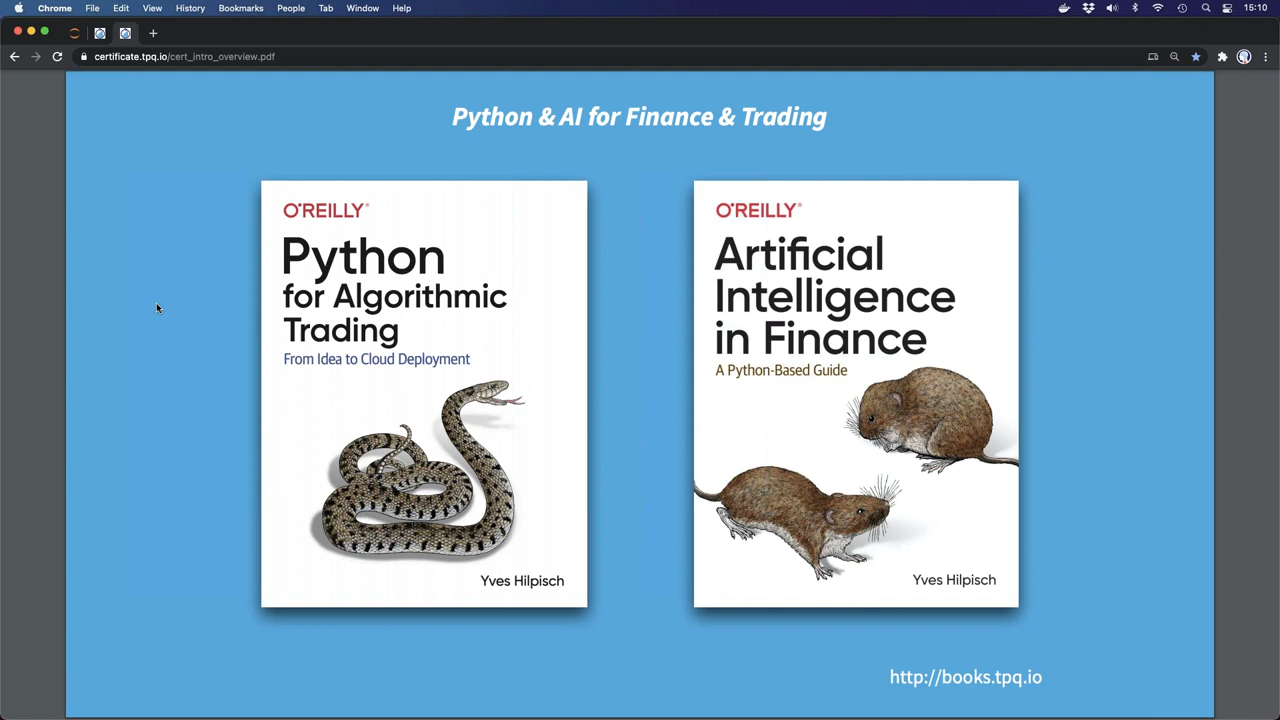 Chrome File Edit View History Bookmarks People Tab Window Help 15:10
certificate.tpq.io/cert_intro_overview.pdf
Python & AI for Finance & Trading
O'REILLY®
Python
for Algorithmic
Trading
From Idea to Cloud Deployment
Yves Hilpisch
O'REILLY®
Artificial
Intelligence
in Finance
A Python-Based Guide
Yves Hilpisch
http://books.tpq.io